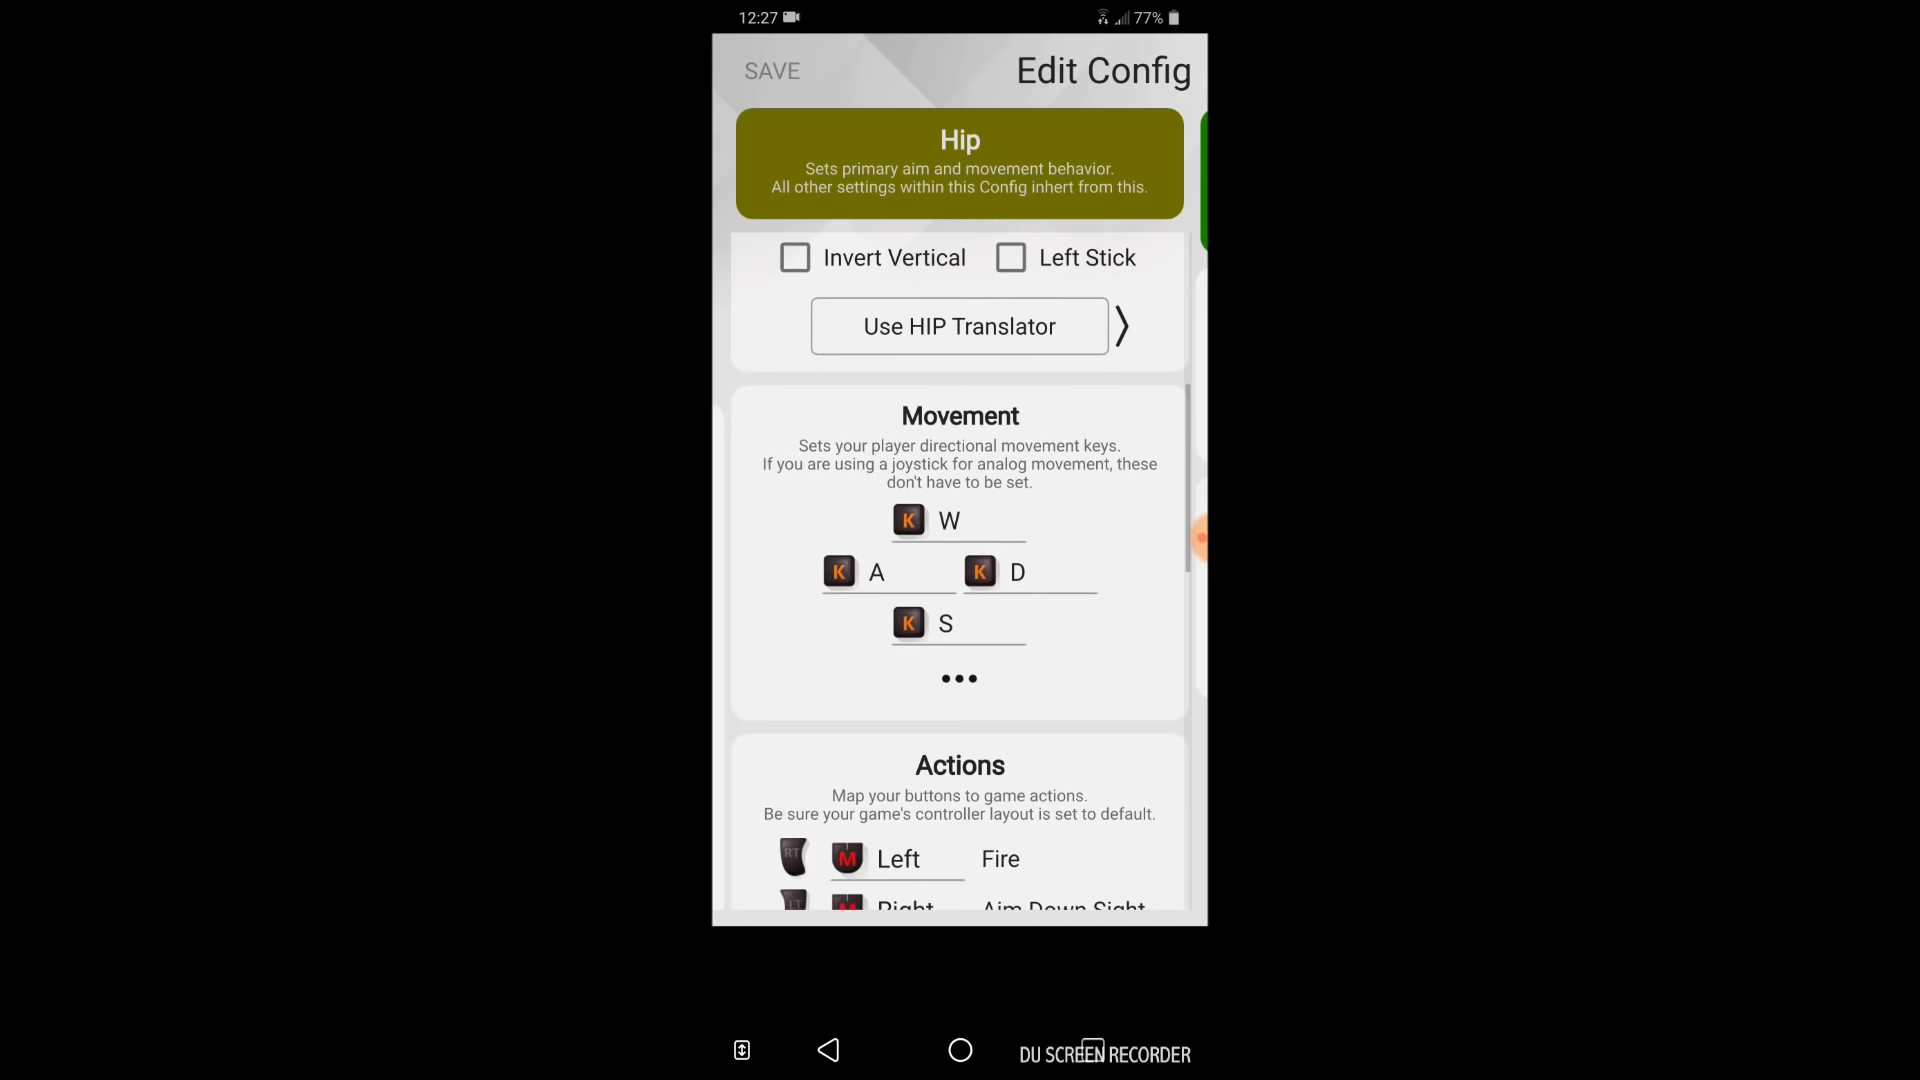 12:27 77%
SAVE Edit Config
Hip
Sets primary aim and movement behavior.
All other settings within this Config inhert from this.
Invert Vertical Left Stick
Use HIP Translator
Movement
Sets your player directional movement keys.
If you are using a joystick for analog movement, these
don't have to be set.
K W
K A K D
K S
•••
Actions
Map your buttons to game actions.
Be sure your game's controller layout is set to default.
RT M Left Fire
LT M Right Aim Down Sight
DU SCREEN RECORDER